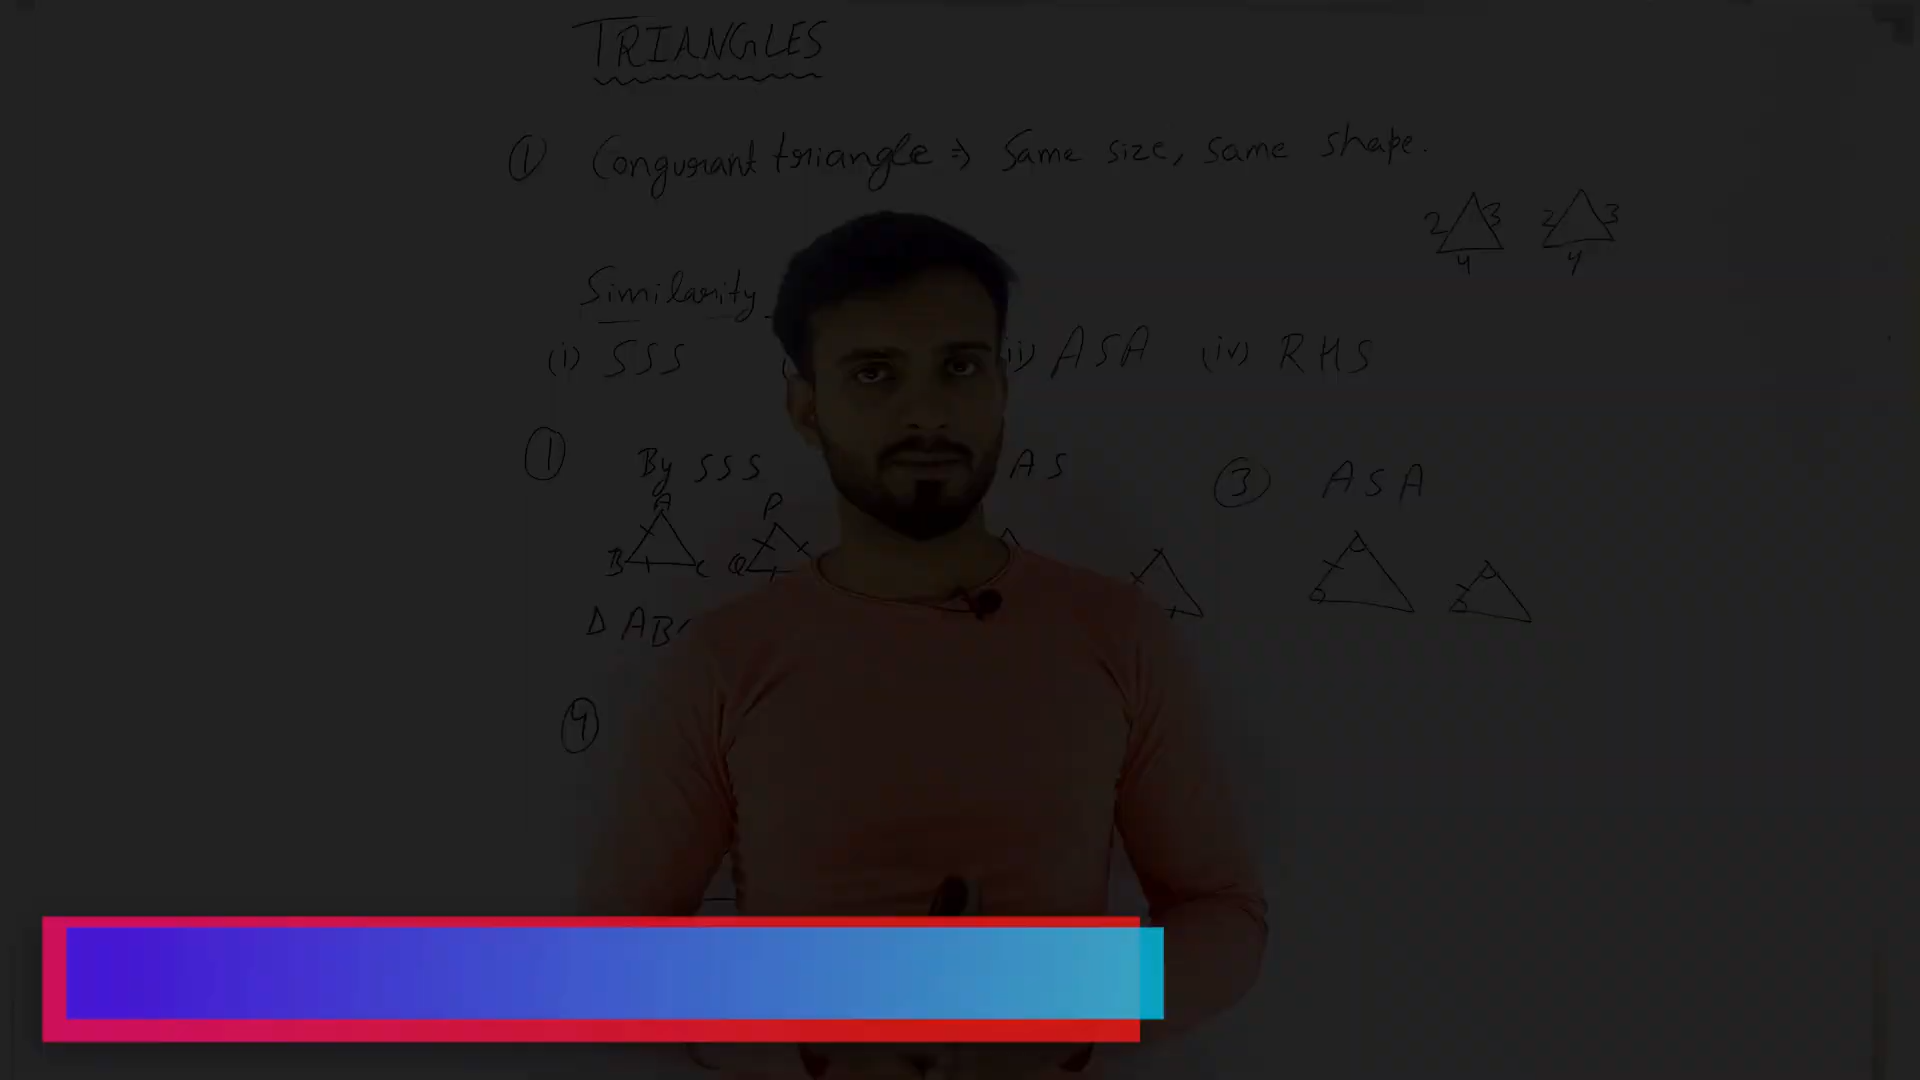 TRIANGLES
① Congurant triangle ⇒ Same size, same shape.
2 3 2 3
4 4
Similarity
(i) SSS ii) ASA (iv) RHS
① By SSS AS ③ ASA
A P
B C Q
Δ AB
④